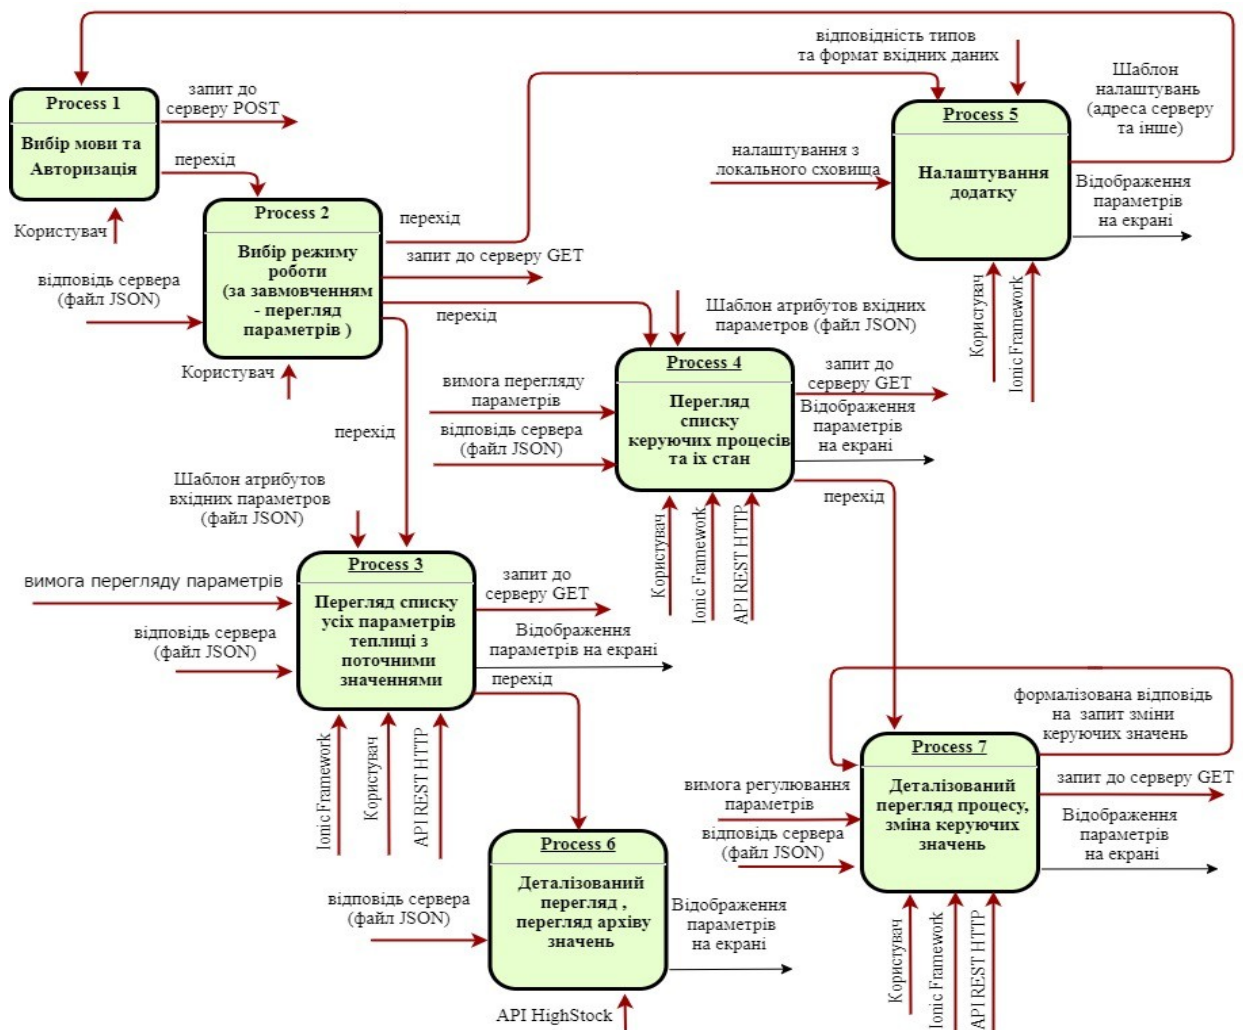 відповідність типов
та формат вхідних даних
Process 1
Вибір мови та
Авторизація
запит до
серверу POST
перехід
Користувач
Process 5
Налаштування
додатку
налаштування з
локального сховища
Шаблон
налаштувань
(адреса серверу
та інше)
Відображення
параметрів
на екрані
Користувач
Ionic Framework
Process 2
Вибір режиму
роботи
(за завмовченням
- перегляд
параметрів )
перехід
запит до серверу GET
перехід
відповідь сервера
(файл JSON)
Користувач
перехід
Шаблон атрибутов вхідних
параметров (файл JSON)
Process 4
Перегляд
списку
керуючих процесів
та їх стан
вимога перегляду
параметрів
відповідь сервера
(файл JSON)
запит до
серверу GET
Відображення
параметрів
на екрані
перехід
Користувач
Ionic Framework
API REST HTTP
Шаблон атрибутов
вхідних параметров
(файл JSON)
Process 3
Перегляд списку
усіх параметрів
теплиці з
поточними
значеннями
вимога перегляду параметрів
відповідь сервера
(файл JSON)
запит до
серверу GET
Відображення
параметрів на екрані
перехід
Ionic Framework
Користувач
API REST HTTP
Process 7
Деталізований
перегляд процесу,
зміна керуючих
значень
формалізована відповідь
на запит зміни
керуючих значень
запит до серверу GET
Відображення
параметрів
на екрані
вимога регулювання
параметрів
відповідь сервера
(файл JSON)
Користувач
Ionic Framework
API REST HTTP
Process 6
Деталізований
перегляд ,
перегляд архіву
значень
відповідь сервера
(файл JSON)
Відображення
параметрів
на екрані
API HighStock